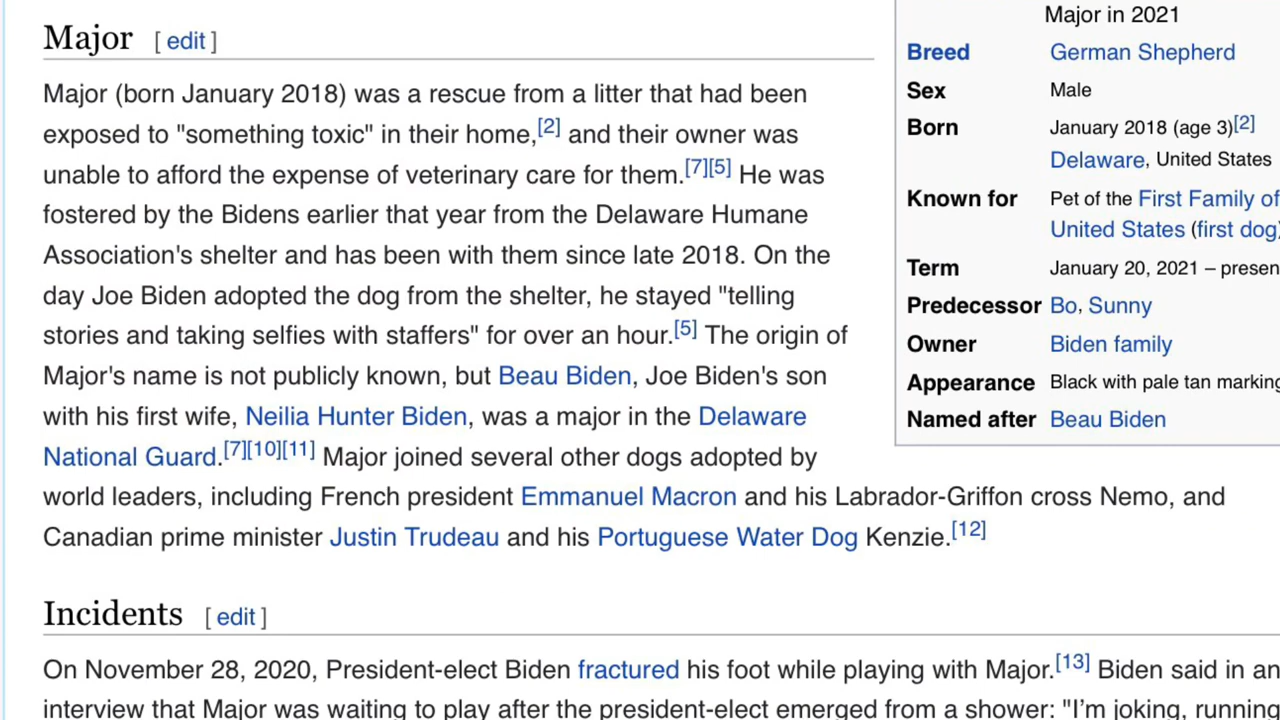 Major [ edit ]
Major (born January 2018) was a rescue from a litter that had been
exposed to "something toxic" in their home,[2] and their owner was
unable to afford the expense of veterinary care for them.[7][5] He was
fostered by the Bidens earlier that year from the Delaware Humane
Association's shelter and has been with them since late 2018. On the
day Joe Biden adopted the dog from the shelter, he stayed "telling
stories and taking selfies with staffers" for over an hour.[5] The origin of
Major's name is not publicly known, but Beau Biden, Joe Biden's son
with his first wife, Neilia Hunter Biden, was a major in the Delaware
National Guard.[7][10][11] Major joined several other dogs adopted by
world leaders, including French president Emmanuel Macron and his Labrador-Griffon cross Nemo, and
Canadian prime minister Justin Trudeau and his Portuguese Water Dog Kenzie.[12]
Major in 2021
Breed German Shepherd
Sex Male
Born January 2018 (age 3)[2]
Delaware, United States
Known for Pet of the First Family of
United States (first dog)
Term January 20, 2021 – presen
Predecessor Bo, Sunny
Owner Biden family
Appearance Black with pale tan marking
Named after Beau Biden
Incidents [ edit ]
On November 28, 2020, President-elect Biden fractured his foot while playing with Major.[13] Biden said in an
interview that Major was waiting to play after the president-elect emerged from a shower: "I'm joking, running